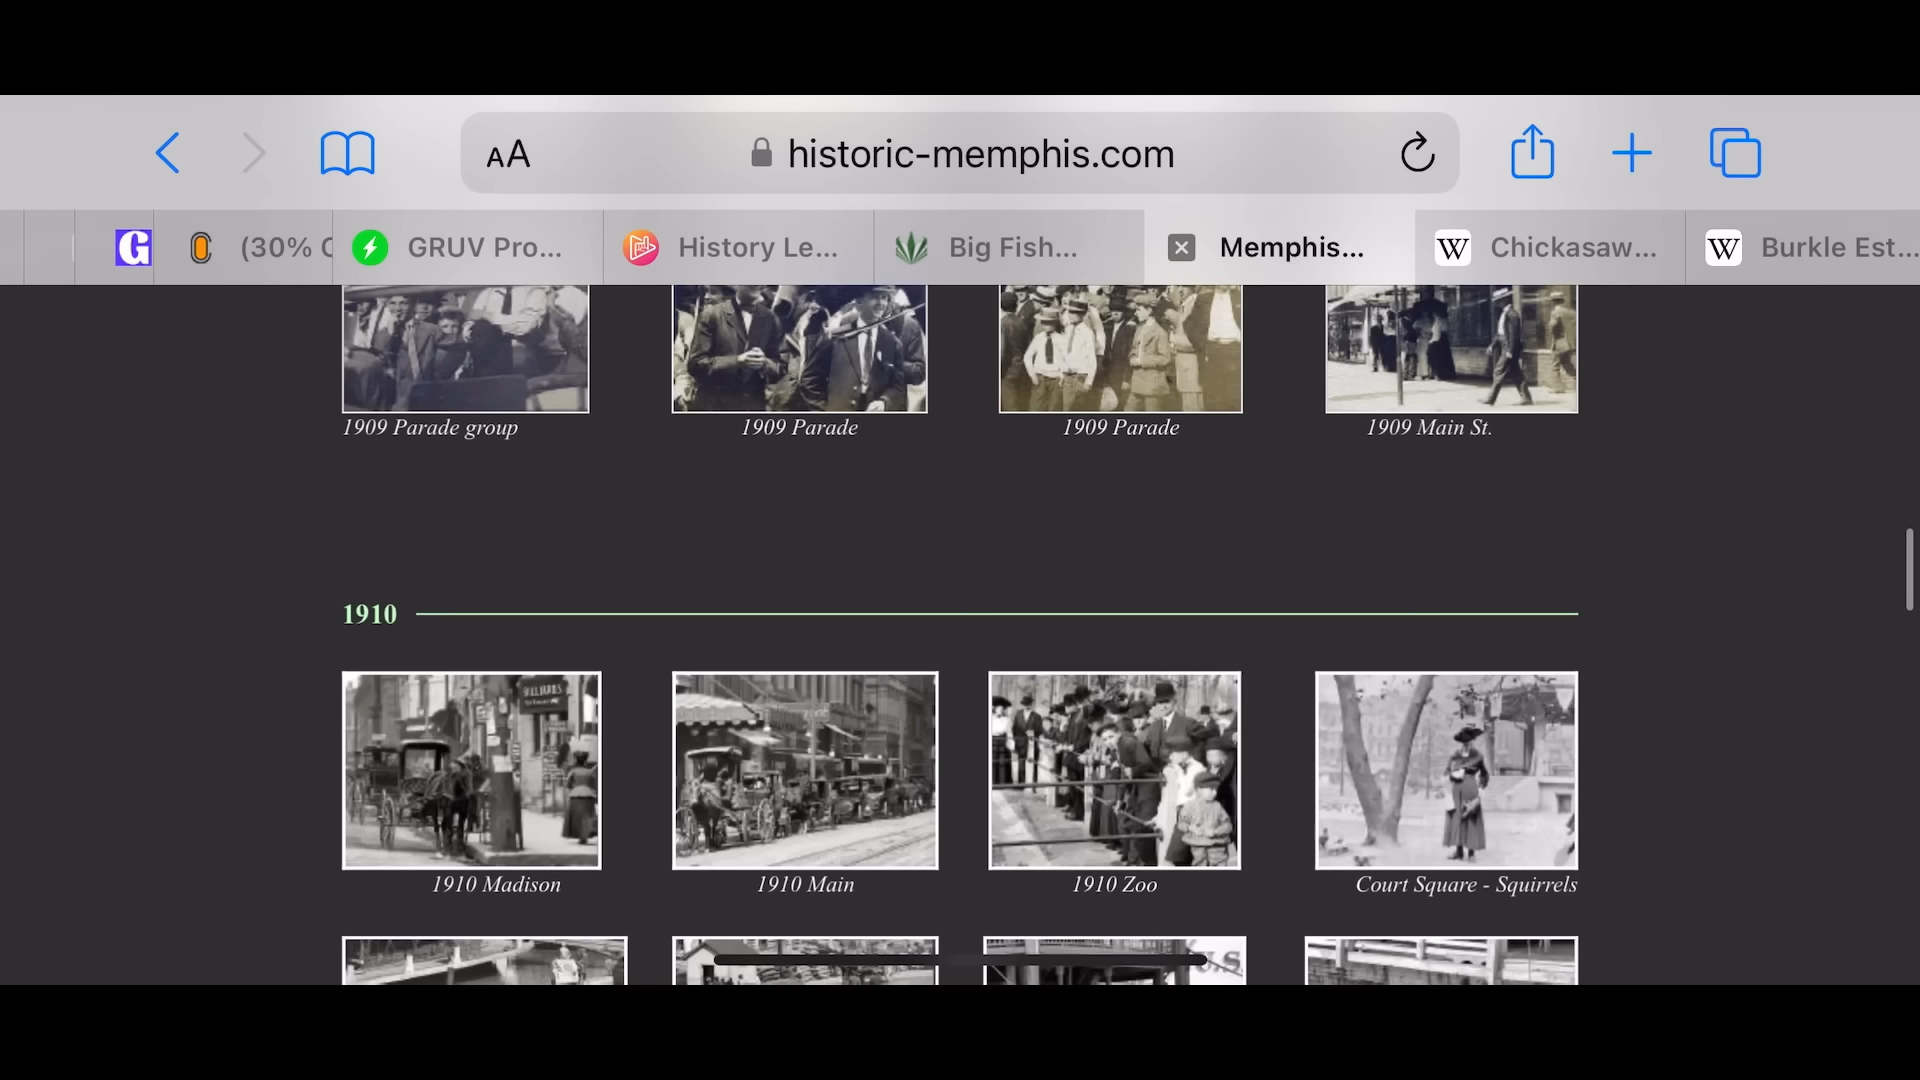 AA historic-memphis.com
G (30% C GRUV Pro... History Le... Big Fish... Memphis... W Chickasaw... W Burkle Est...
1909 Parade group 1909 Parade 1909 Parade 1909 Main St.
1910
BILLIARDS
1910 Madison 1910 Main 1910 Zoo Court Square - Squirrels
U.S.